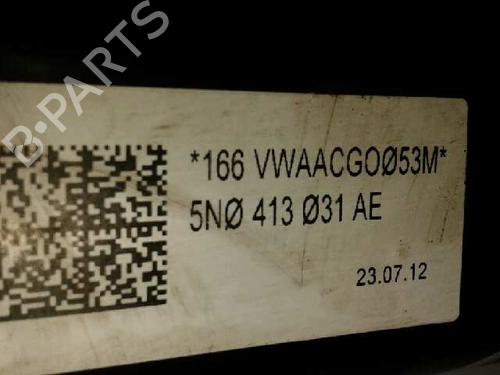 B-PARTS
*166 VWAACGOØ53M*
5NØ 413 Ø31 AE
23.07.12